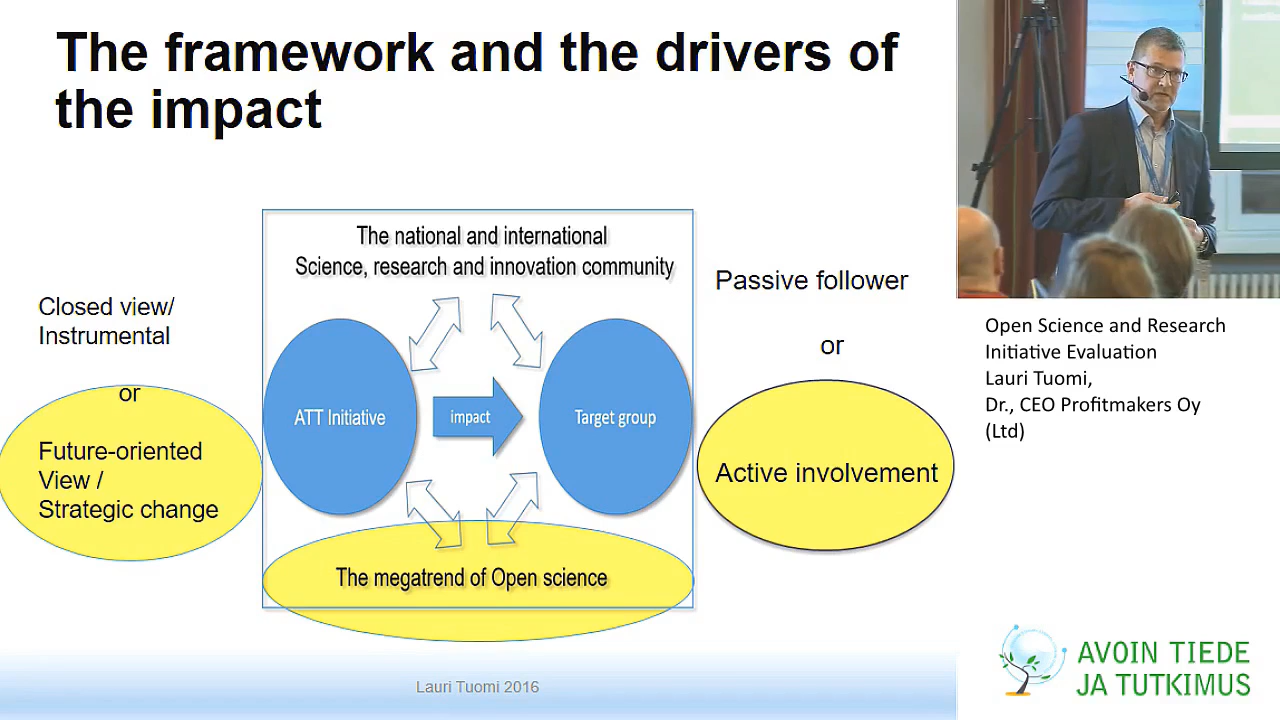 The framework and the drivers of
the impact
The national and international
Science, research and innovation community
Closed view/
Instrumental
or
Future-oriented
View /
Strategic change
ATT Initiative
impact
Target group
The megatrend of Open science
Passive follower
or
Active involvement
Lauri Tuomi 2016
Open Science and Research
Initiative Evaluation
Lauri Tuomi,
Dr., CEO Profitmakers Oy
(Ltd)
AVOIN TIEDE
JA TUTKIMUS